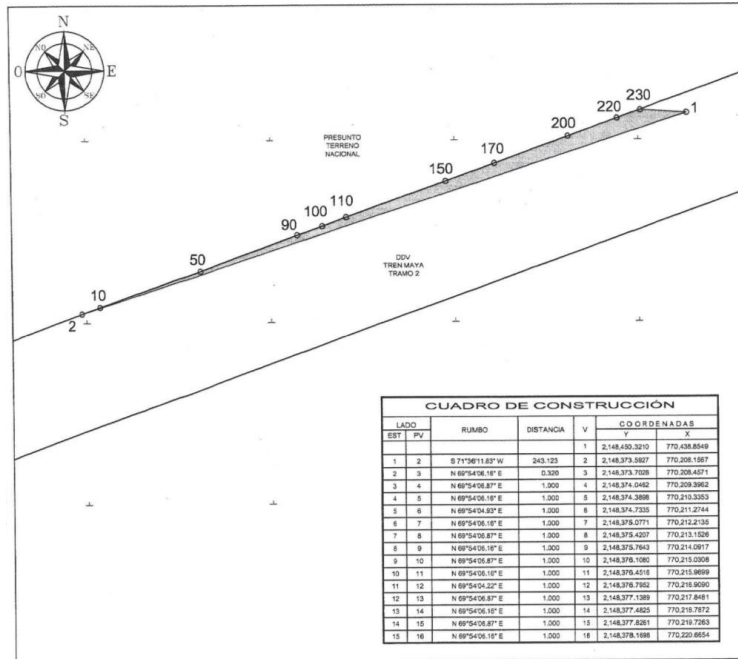 N
NO
NE
O
E
SO
SE
S
230
220
200
1
170
150
110
100
90
50
10
2
PRESUNTO
TERRENO
NACIONAL
DDV
TREN MAYA
TRAMO 2
CUADRO DE CONSTRUCCIÓN
LADO RUMBO DISTANCIA V COORDENADAS
EST PV Y X
1 2,148,450.3210 770,438.8549
1 2 S 71°36'11.63" W 243.123 2 2,148,373.5927 770,208.1567
2 3 N 69°54'06.16" E 0.320 3 2,148,373.7026 770,208.4571
3 4 N 69°54'06.87" E 1.000 4 2,148,374.0462 770,209.3962
4 5 N 69°54'06.16" E 1.000 5 2,148,374.3898 770,210.3353
5 6 N 69°54'04.93" E 1.000 6 2,148,374.7335 770,211.2744
6 7 N 69°54'06.16" E 1.000 7 2,148,375.0771 770,212.2135
7 8 N 69°54'06.87" E 1.000 8 2,148,375.4207 770,213.1526
8 9 N 69°54'06.16" E 1.000 9 2,148,375.7643 770,214.0917
9 10 N 69°54'06.87" E 1.000 10 2,148,376.1080 770,215.0308
10 11 N 69°54'06.16" E 1.000 11 2,148,376.4516 770,215.9699
11 12 N 69°54'04.22" E 1.000 12 2,148,376.7952 770,216.9090
12 13 N 69°54'06.87" E 1.000 13 2,148,377.1389 770,217.8481
13 14 N 69°54'06.16" E 1.000 14 2,148,377.4825 770,218.7872
14 15 N 69°54'06.87" E 1.000 15 2,148,377.8261 770,219.7263
15 16 N 69°54'06.16" E 1.000 16 2,148,378.1698 770,220.6654